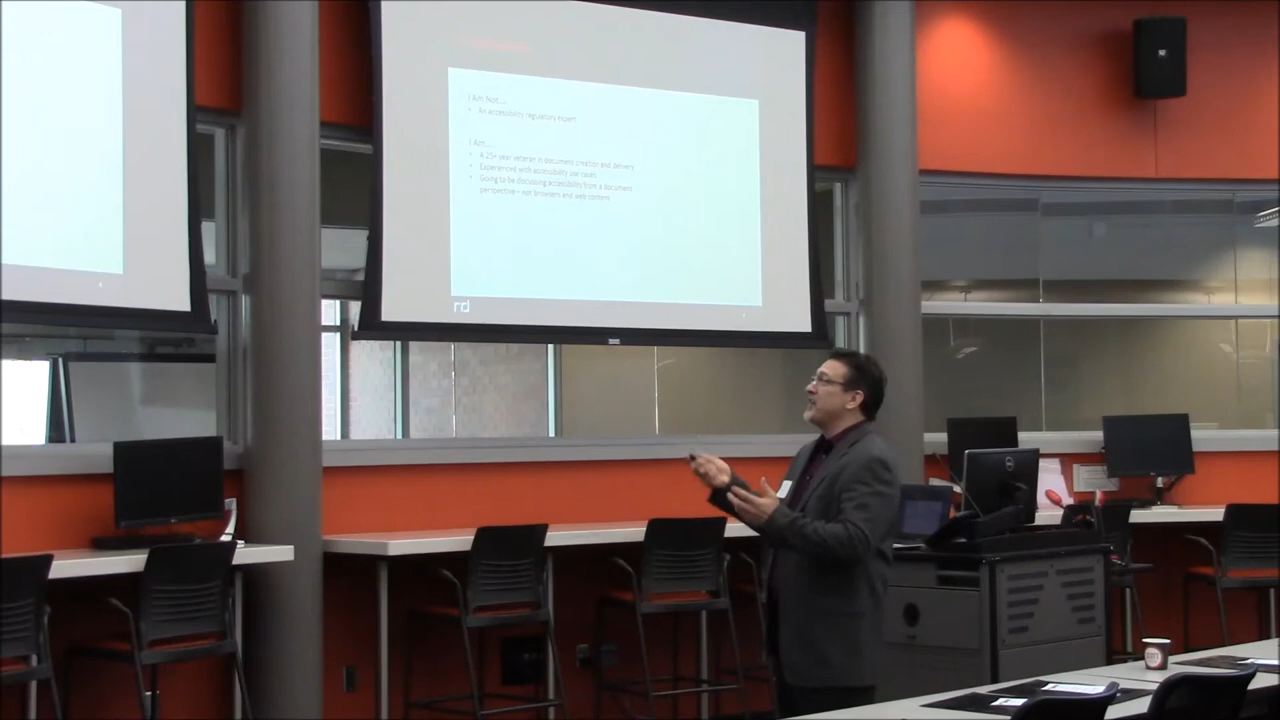 I Am Not....
• An accessibility regulatory expert
I Am...
• A 25+ year veteran in document creation and delivery
• Experienced with accessibility use cases
• Going to be discussing accessibility from a document
perspective – not browsers and web content
rd
DELL